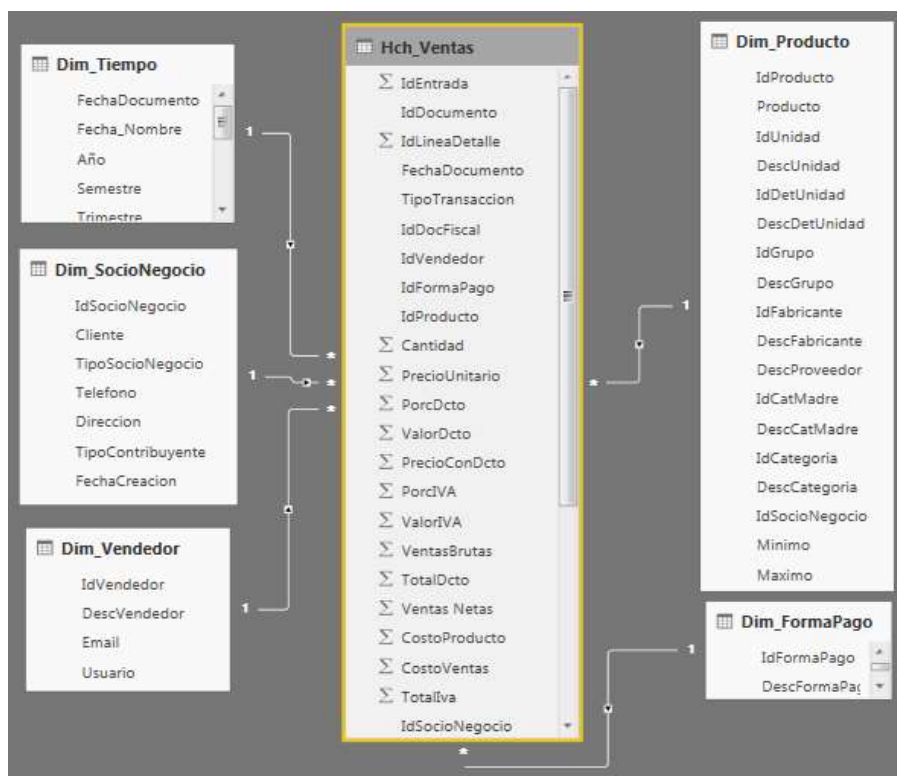 Dim_Tiempo
FechaDocumento
Fecha_Nombre
Año
Semestre
Trimestre
1
Dim_SocioNegocio
IdSocioNegocio
Cliente
TipoSocioNegocio
Telefono
Direccion
TipoContribuyente
FechaCreacion
1
Dim_Vendedor
IdVendedor
DescVendedor
Email
Usuario
1
*
*
*
Hch_Ventas
Σ IdEntrada
IdDocumento
Σ IdLineaDetalle
FechaDocumento
TipoTransaccion
IdDocFiscal
IdVendedor
IdFormaPago
IdProducto
Σ Cantidad
Σ PrecioUnitario
Σ PorcDcto
Σ ValorDcto
Σ PrecioConDcto
Σ PorcIVA
Σ ValorIVA
Σ VentasBrutas
Σ TotalDcto
Σ Ventas Netas
Σ CostoProducto
Σ CostoVentas
Σ TotalIva
IdSocioNegocio
*
*
1
Dim_Producto
IdProducto
Producto
IdUnidad
DescUnidad
IdDetUnidad
DescDetUnidad
IdGrupo
DescGrupo
IdFabricante
DescFabricante
DescProveedor
IdCatMadre
DescCatMadre
IdCategoria
DescCategoria
IdSocioNegocio
Minimo
Maximo
1
Dim_FormaPago
IdFormaPago
DescFormaPag